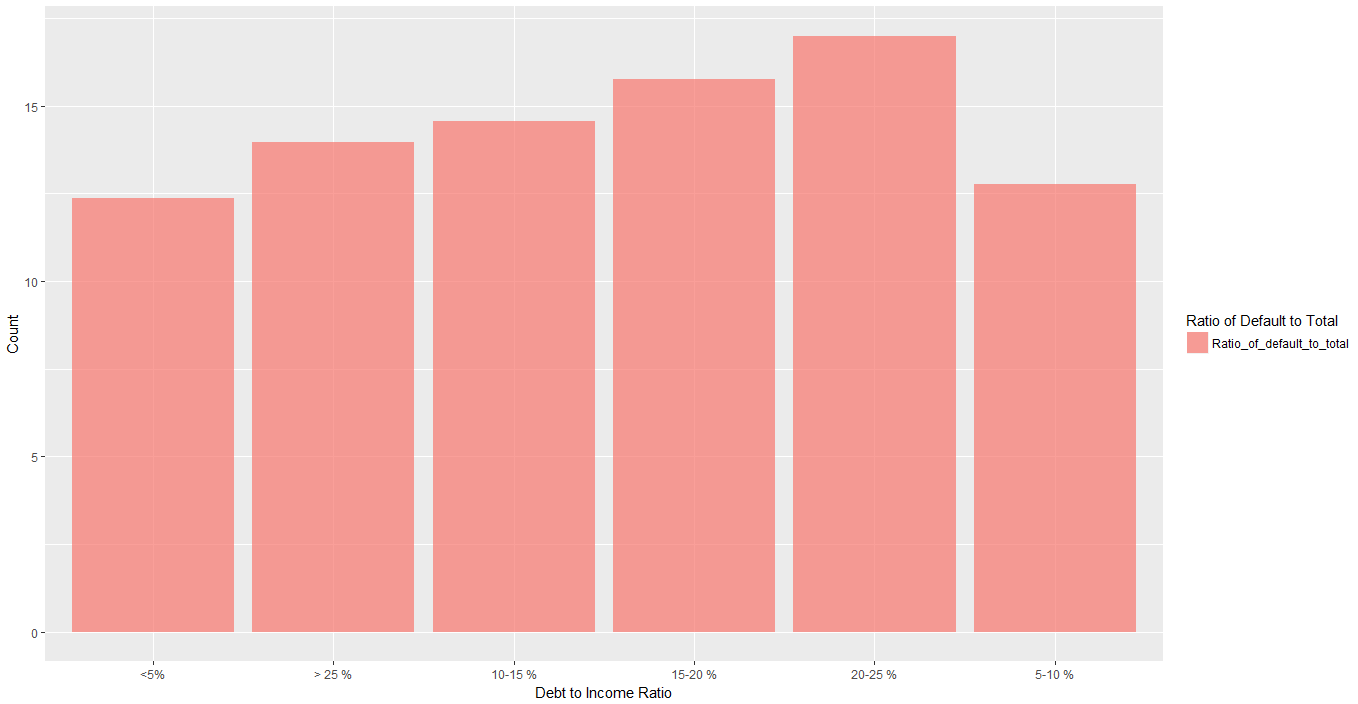 Count
15
10
5
0
<5%
> 25 %
10-15 %
15-20 %
20-25 %
5-10 %
Debt to Income Ratio
Ratio of Default to Total
Ratio_of_default_to_total